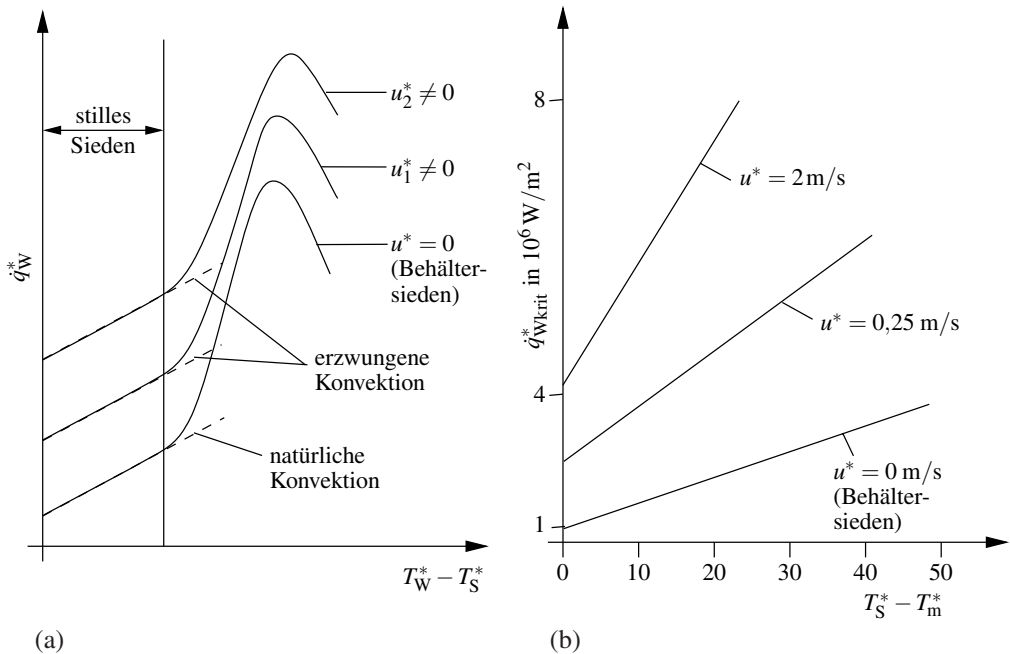 stilles
Sieden
q̇*W
u*2 ≠ 0
u*1 ≠ 0
u* = 0
(Behälter-
sieden)
erzwungene
Konvektion
natürliche
Konvektion
T*W − T*S
(a)
q̇*Wkrit in 10^6 W/m^2
8
4
1
u* = 2 m/s
u* = 0,25 m/s
u* = 0 m/s
(Behälter-
sieden)
0 10 20 30 40 50
T*S − T*m
(b)